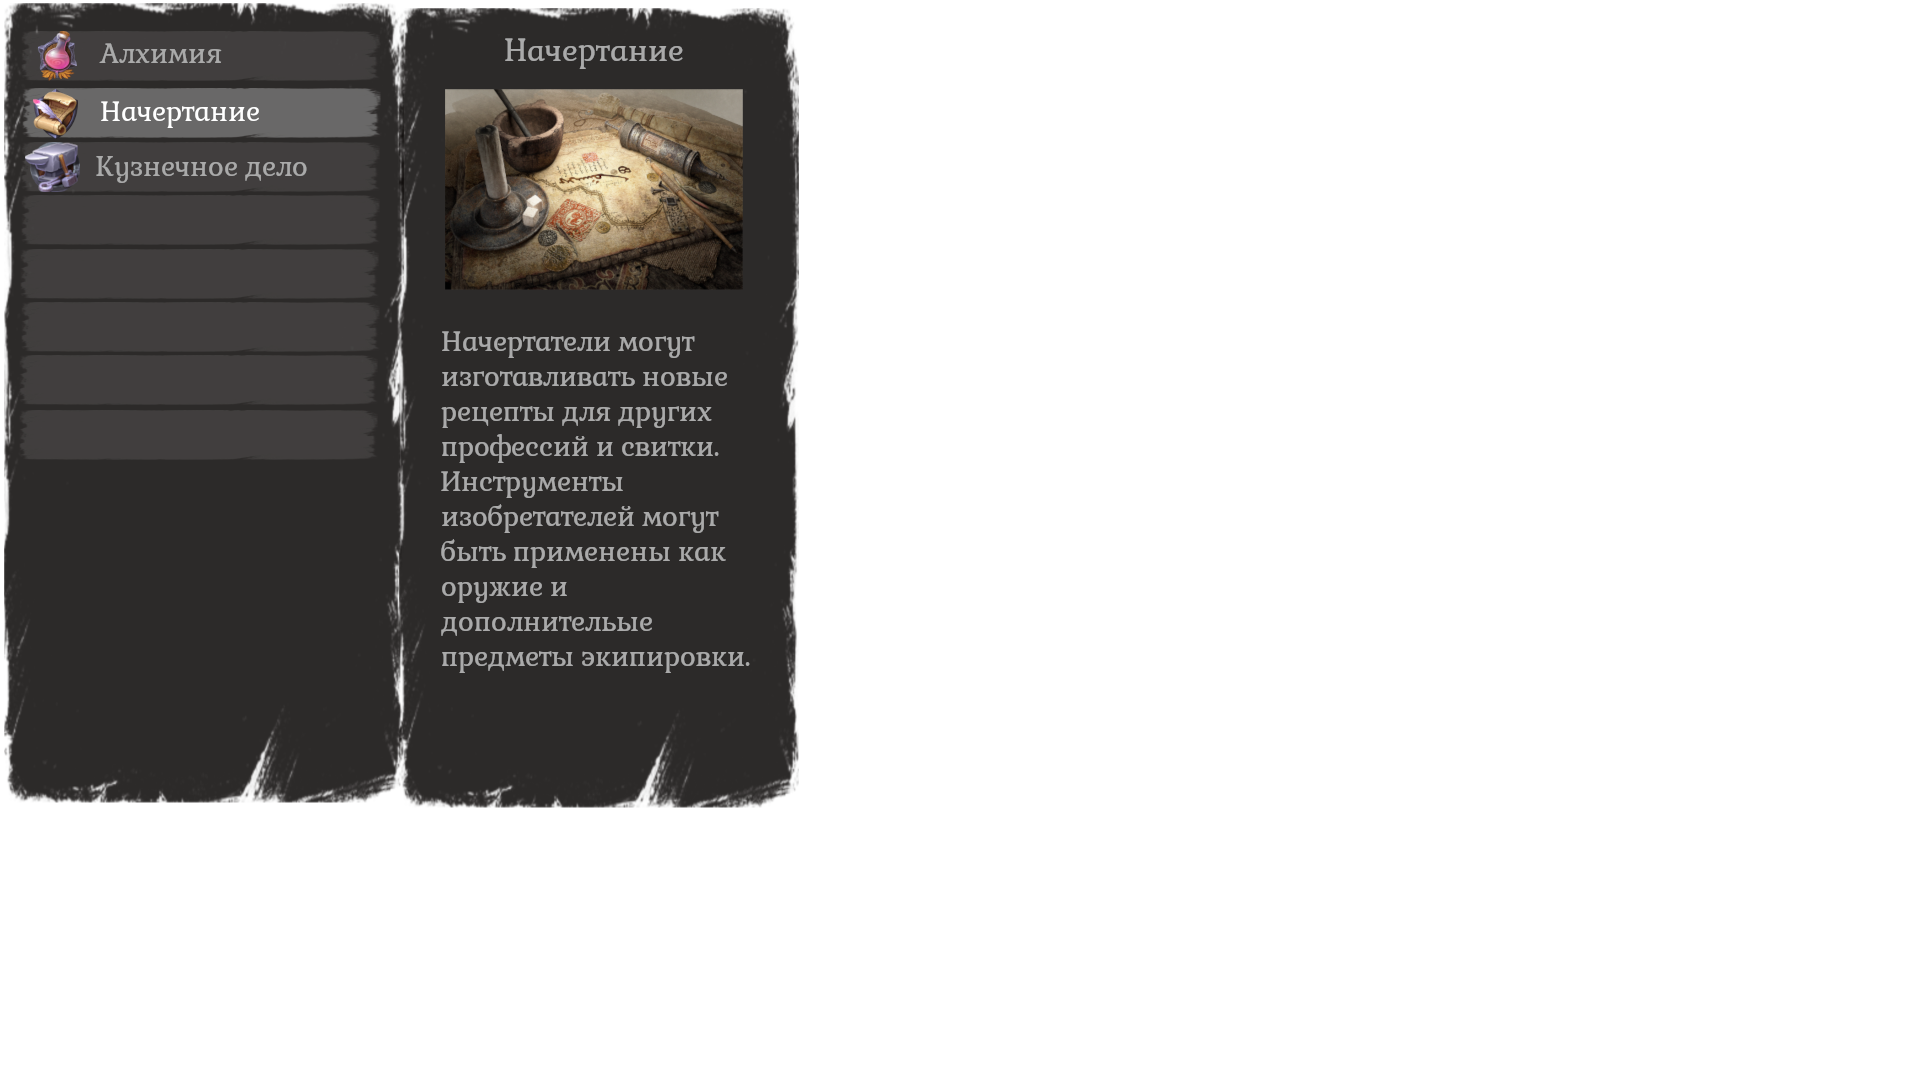 Алхимия
Начертание
Кузнечное дело
Начертание
Начертатели могут
изготавливать новые
рецепты для других
профессий и свитки.
Инструменты
изобретателей могут
быть применены как
оружие и
дополнительые
предметы экипировки.